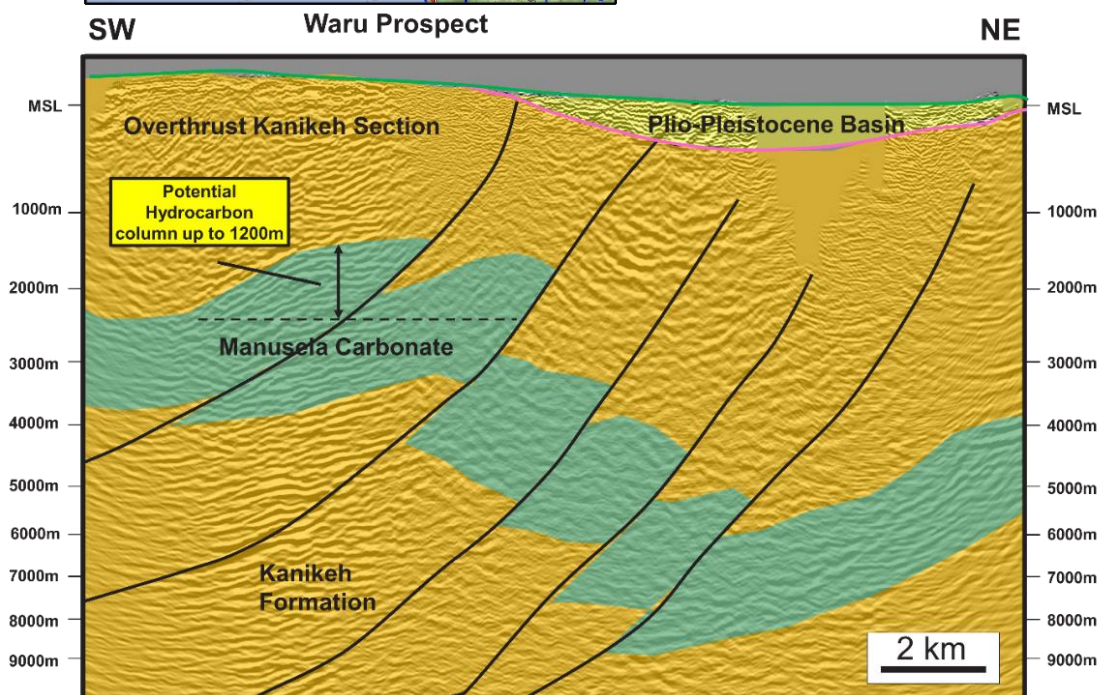 Waru Prospect
SW
NE
MSL
MSL
Overthrust Kanikeh Section
Plio-Pleistocene Basin
Potential
Hydrocarbon
column up to 1200m
1000m
1000m
2000m
2000m
Manusela Carbonate
3000m
3000m
4000m
4000m
5000m
5000m
6000m
6000m
Kanikeh
Formation
7000m
7000m
8000m
8000m
2 km
9000m
9000m